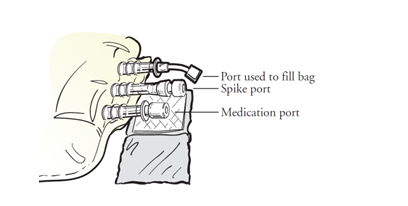 Port used to fill bag
Spike port
Medication port